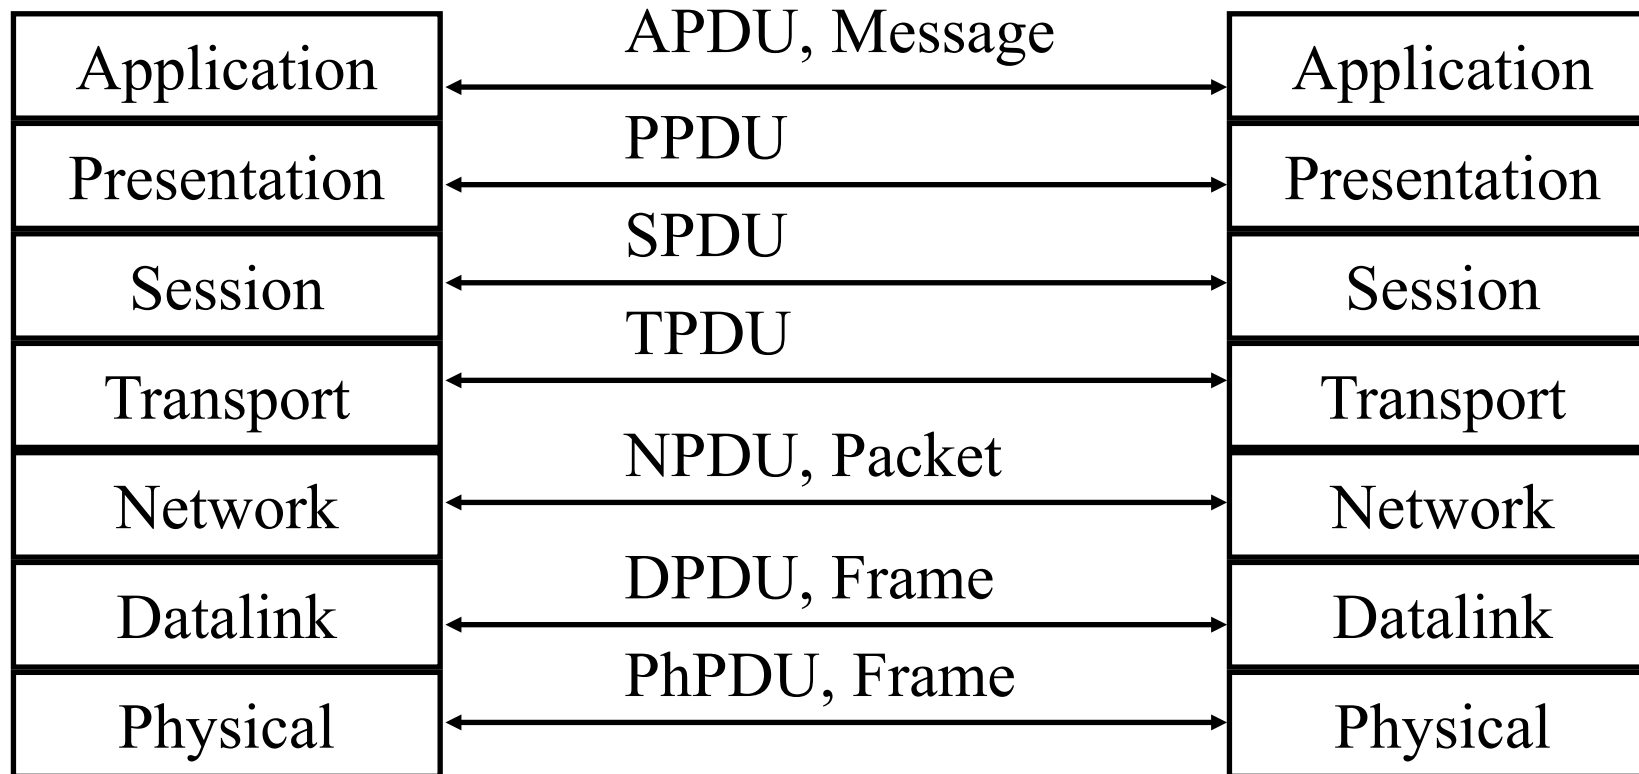 Application
APDU, Message
Application
Presentation
PPDU
Presentation
Session
SPDU
Session
Transport
TPDU
Transport
Network
NPDU, Packet
Network
Datalink
DPDU, Frame
Datalink
Physical
PhPDU, Frame
Physical